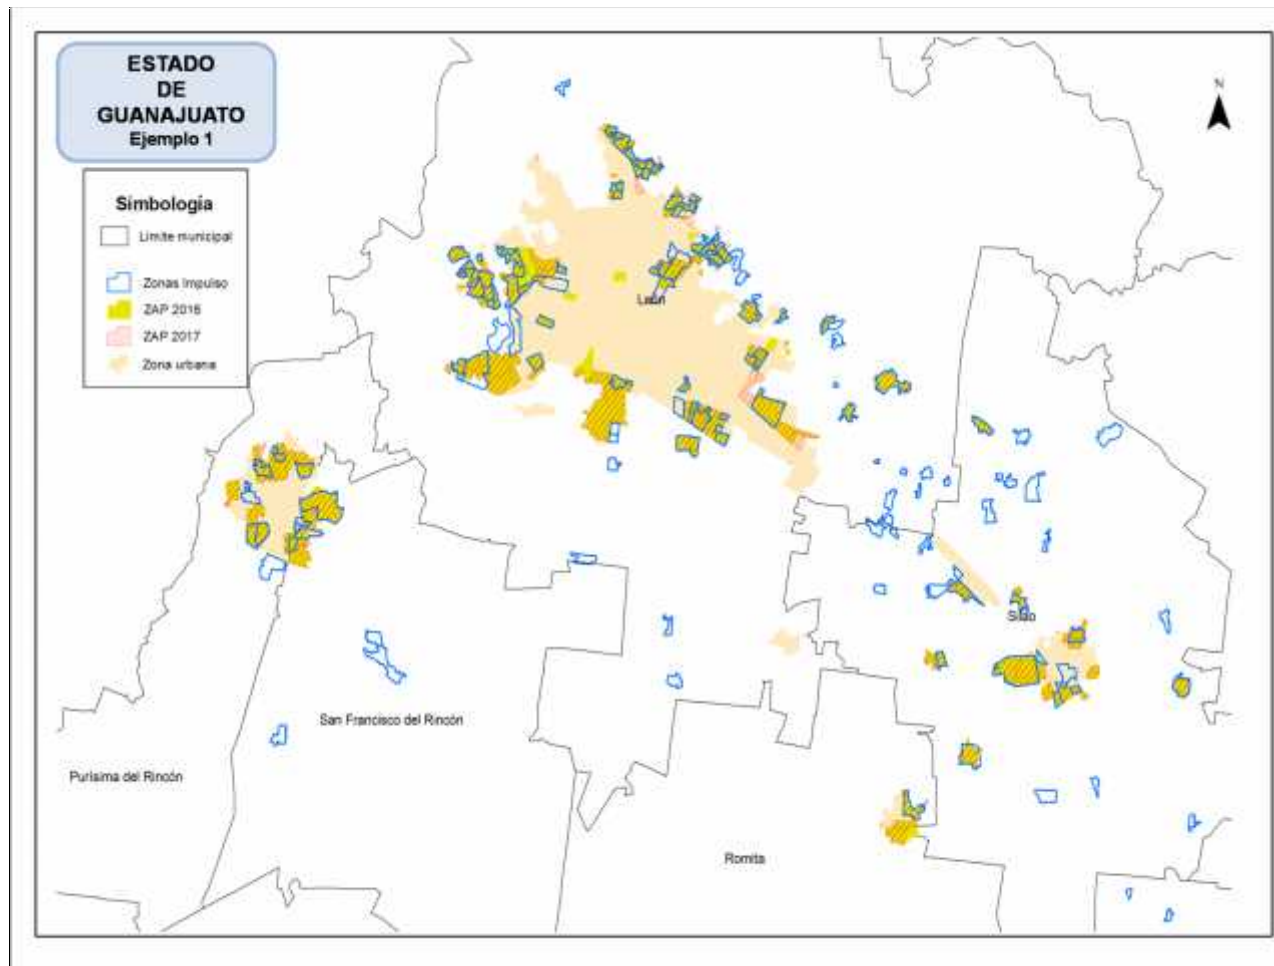 ESTADO
DE
GUANAJUATO
Ejemplo 1
N
Simbología
Límite municipal
Zonas Impulso
ZAP 2016
ZAP 2017
Zona urbana
León
Silao
San Francisco del Rincón
Purísima del Rincón
Romita